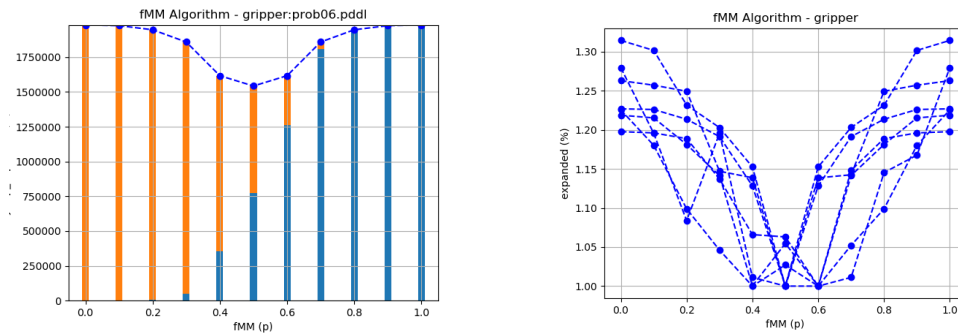 fMM Algorithm - gripper:prob06.pddl
1750000
1500000
1250000
1000000
750000
500000
250000
0
0.0 0.2 0.4 0.6 0.8 1.0
fMM (p)
fMM Algorithm - gripper
expanded (%)
1.30
1.25
1.20
1.15
1.10
1.05
1.00
0.0 0.2 0.4 0.6 0.8 1.0
fMM (p)